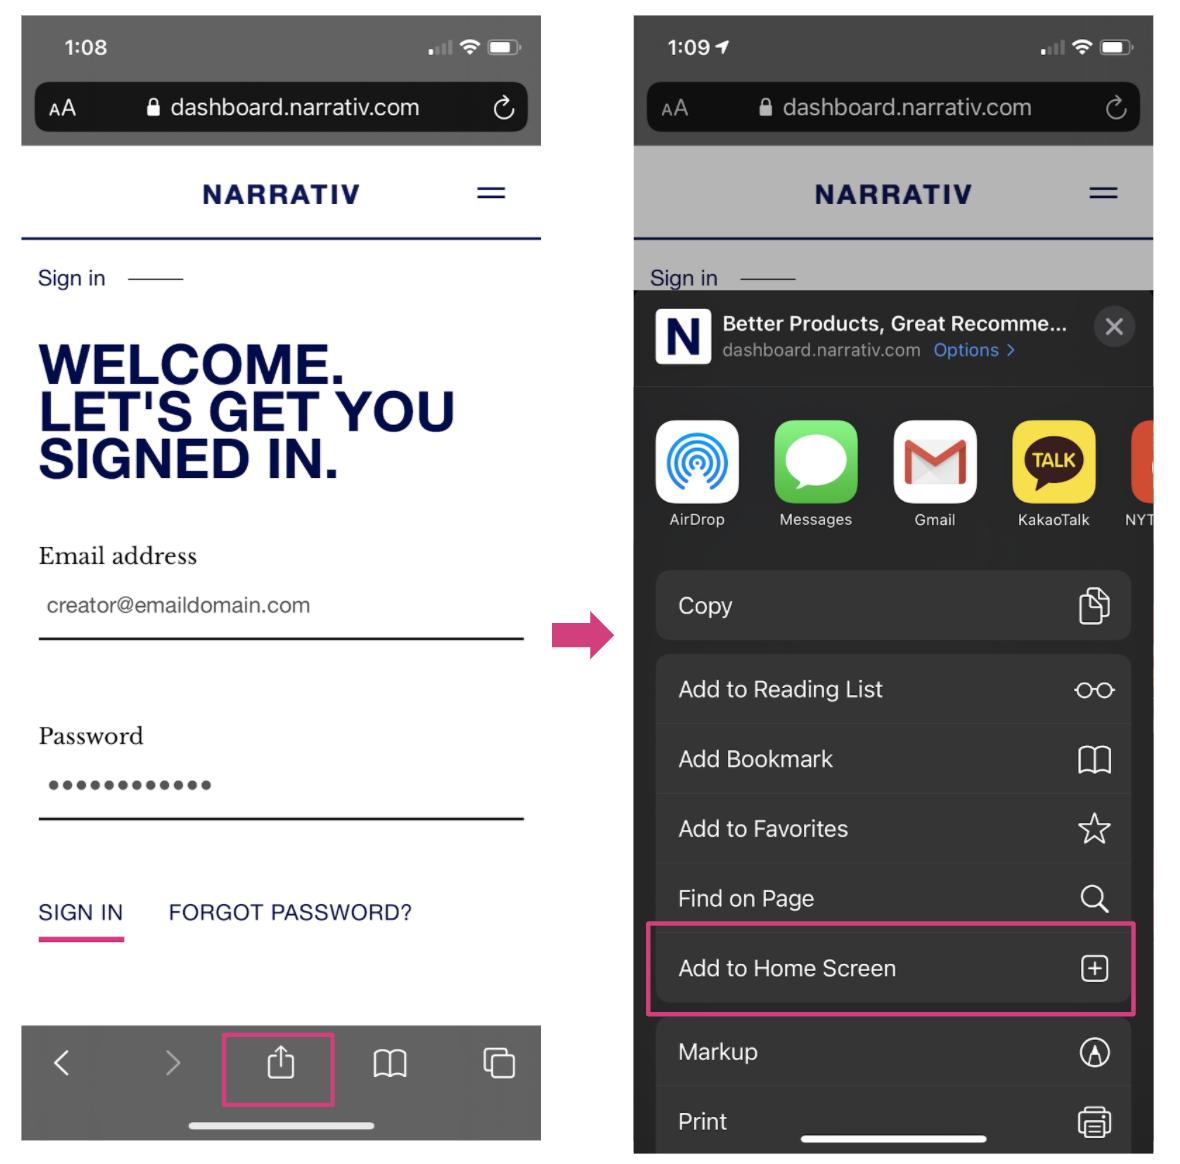 1:08
AA dashboard.narrativ.com
NARRATIV
Sign in
WELCOME.
LET'S GET YOU
SIGNED IN.
Email address
creator@emaildomain.com
Password
SIGN IN FORGOT PASSWORD?
1:09
AA dashboard.narrativ.com
NARRATIV
Sign in
N
Better Products, Great Recomme...
dashboard.narrativ.com Options >
TALK
AirDrop Messages Gmail KakaoTalk NYT
Copy
Add to Reading List
Add Bookmark
Add to Favorites
Find on Page
Add to Home Screen
Markup
Print